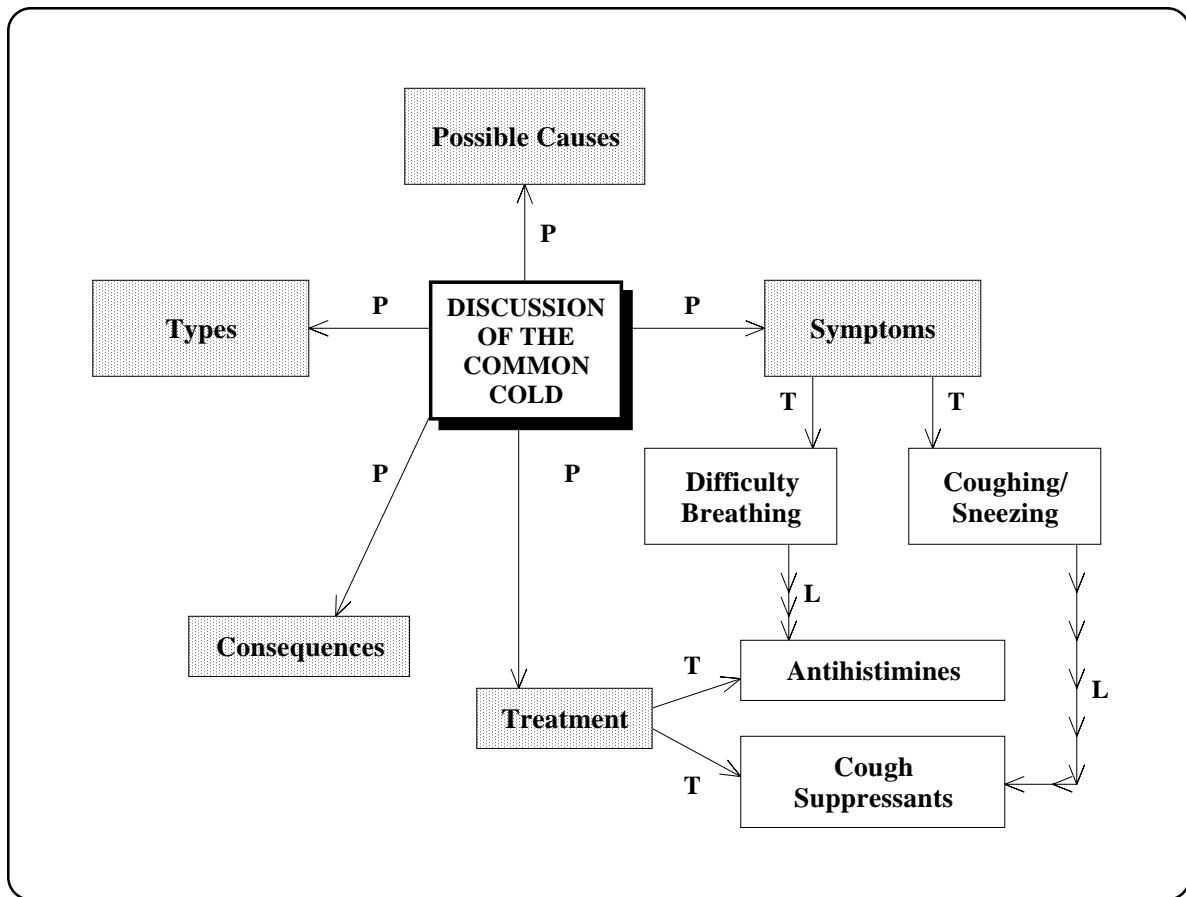 Possible Causes
P
Types
P
DISCUSSION
OF THE
COMMON
COLD
P
Symptoms
T
T
P
P
Difficulty
Breathing
Coughing/
Sneezing
L
Consequences
T
Antihistimines
L
Treatment
T
Cough
Suppressants